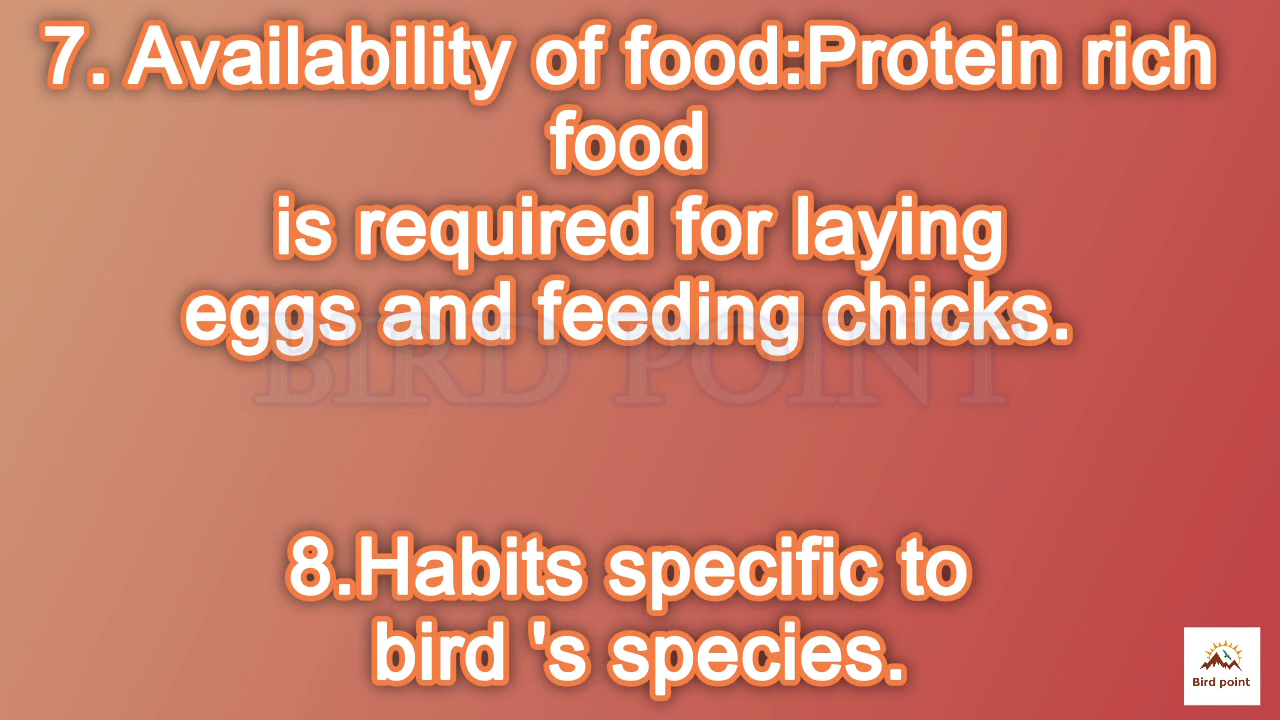 7. Availability of food:Protein rich
food
is required for laying
eggs and feeding chicks.
BIRD POINT
8.Habits specific to
bird 's species.
Bird point